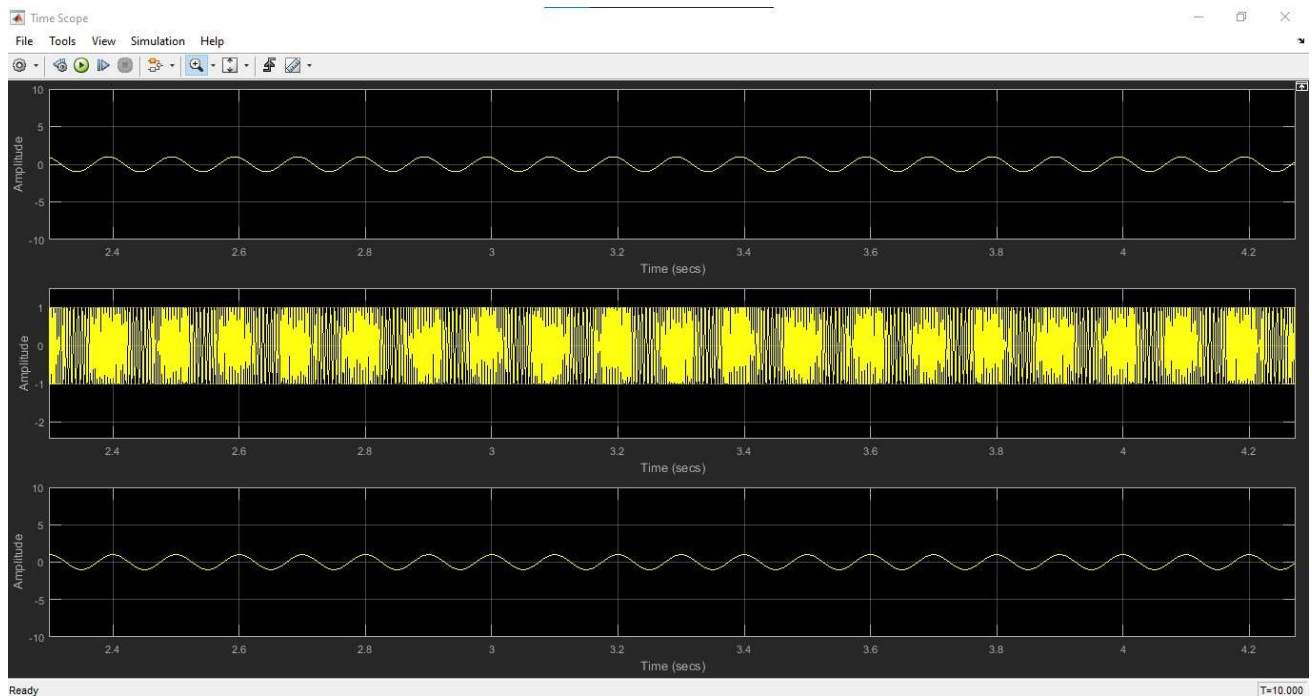 Time Scope
File Tools View Simulation Help
10
5
0
-5
-10
Amplitude
2.4 2.6 2.8 3 3.2 3.4 3.6 3.8 4 4.2
Time (secs)
1
0
-1
-2
Amplitude
2.4 2.6 2.8 3 3.2 3.4 3.6 3.8 4 4.2
Time (secs)
10
5
0
-5
-10
Amplitude
2.4 2.6 2.8 3 3.2 3.4 3.6 3.8 4 4.2
Time (secs)
Ready T=10.000